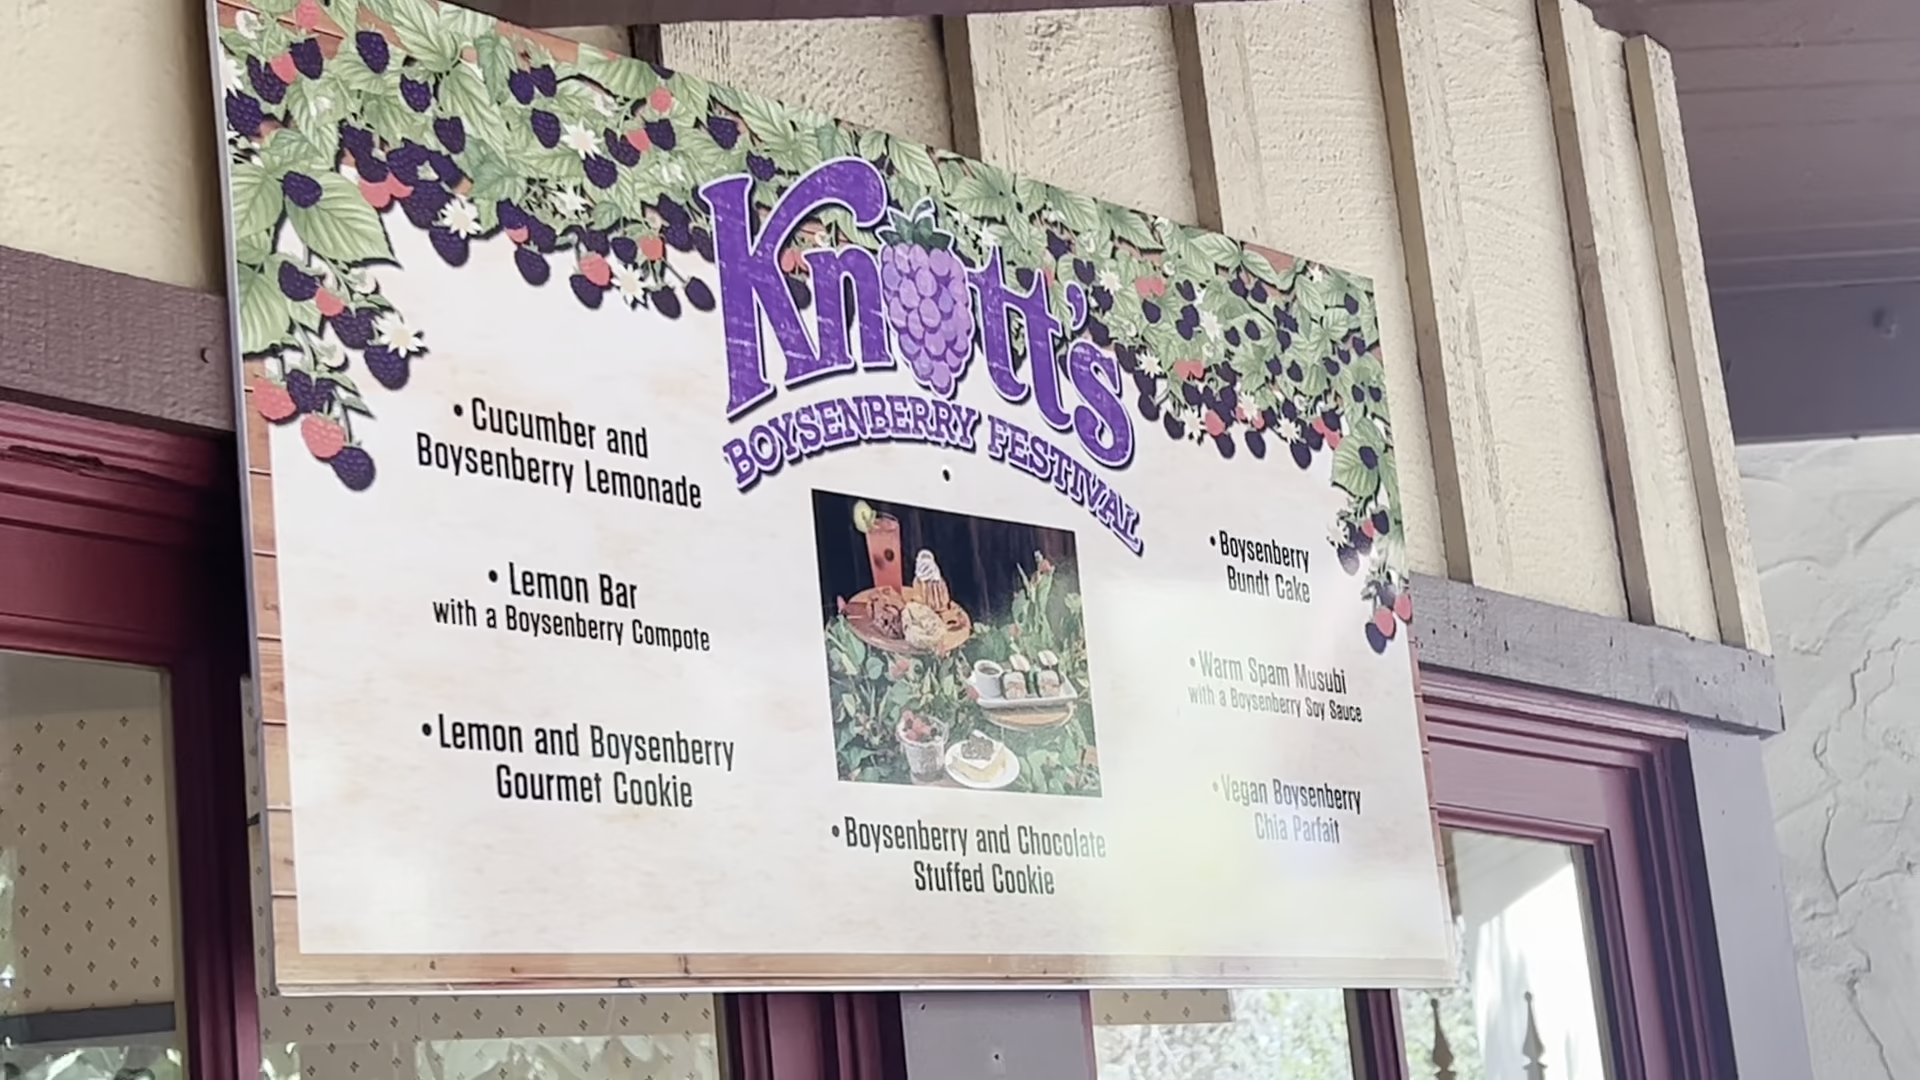 Knott's
BOYSENBERRY FESTIVAL
• Cucumber and
Boysenberry Lemonade
• Lemon Bar
with a Boysenberry Compote
• Lemon and Boysenberry
Gourmet Cookie
• Boysenberry and Chocolate
Stuffed Cookie
• Boysenberry
Bundt Cake
• Warm Spam Musubi
with a Boysenberry Soy Sauce
• Vegan Boysenberry
Chia Parfait